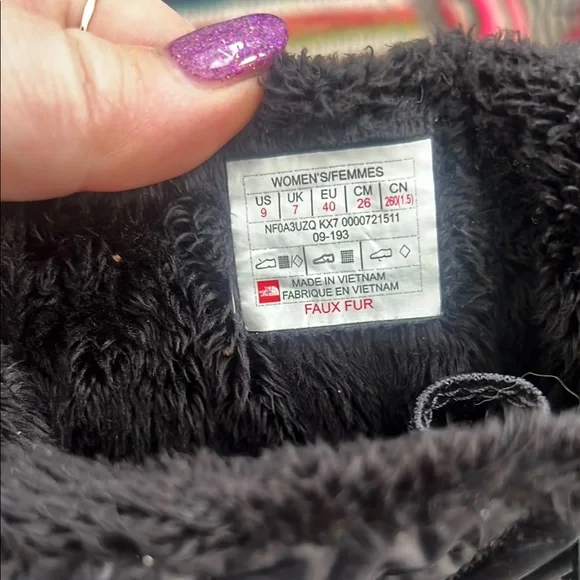 WOMEN'S/FEMMES
US UK EU CM CN
9 7 40 26 260(1.5)
NF0A3UZQ KX7 0000721511
09-193
MADE IN VIETNAM
FABRIQUE EN VIETNAM
FAUX FUR